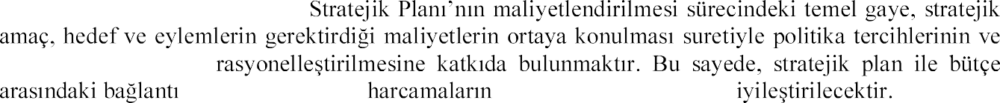 Stratejik Planı’nın maliyetlendirilmesi sürecindeki temel gaye, stratejik
amaç, hedef ve eylemlerin gerektirdiği maliyetlerin ortaya konulması suretiyle politika tercihlerinin ve
rasyonelleştirilmesine katkıda bulunmaktır. Bu sayede, stratejik plan ile bütçe
arasındaki bağlantı harcamaların iyileştirilecektir.